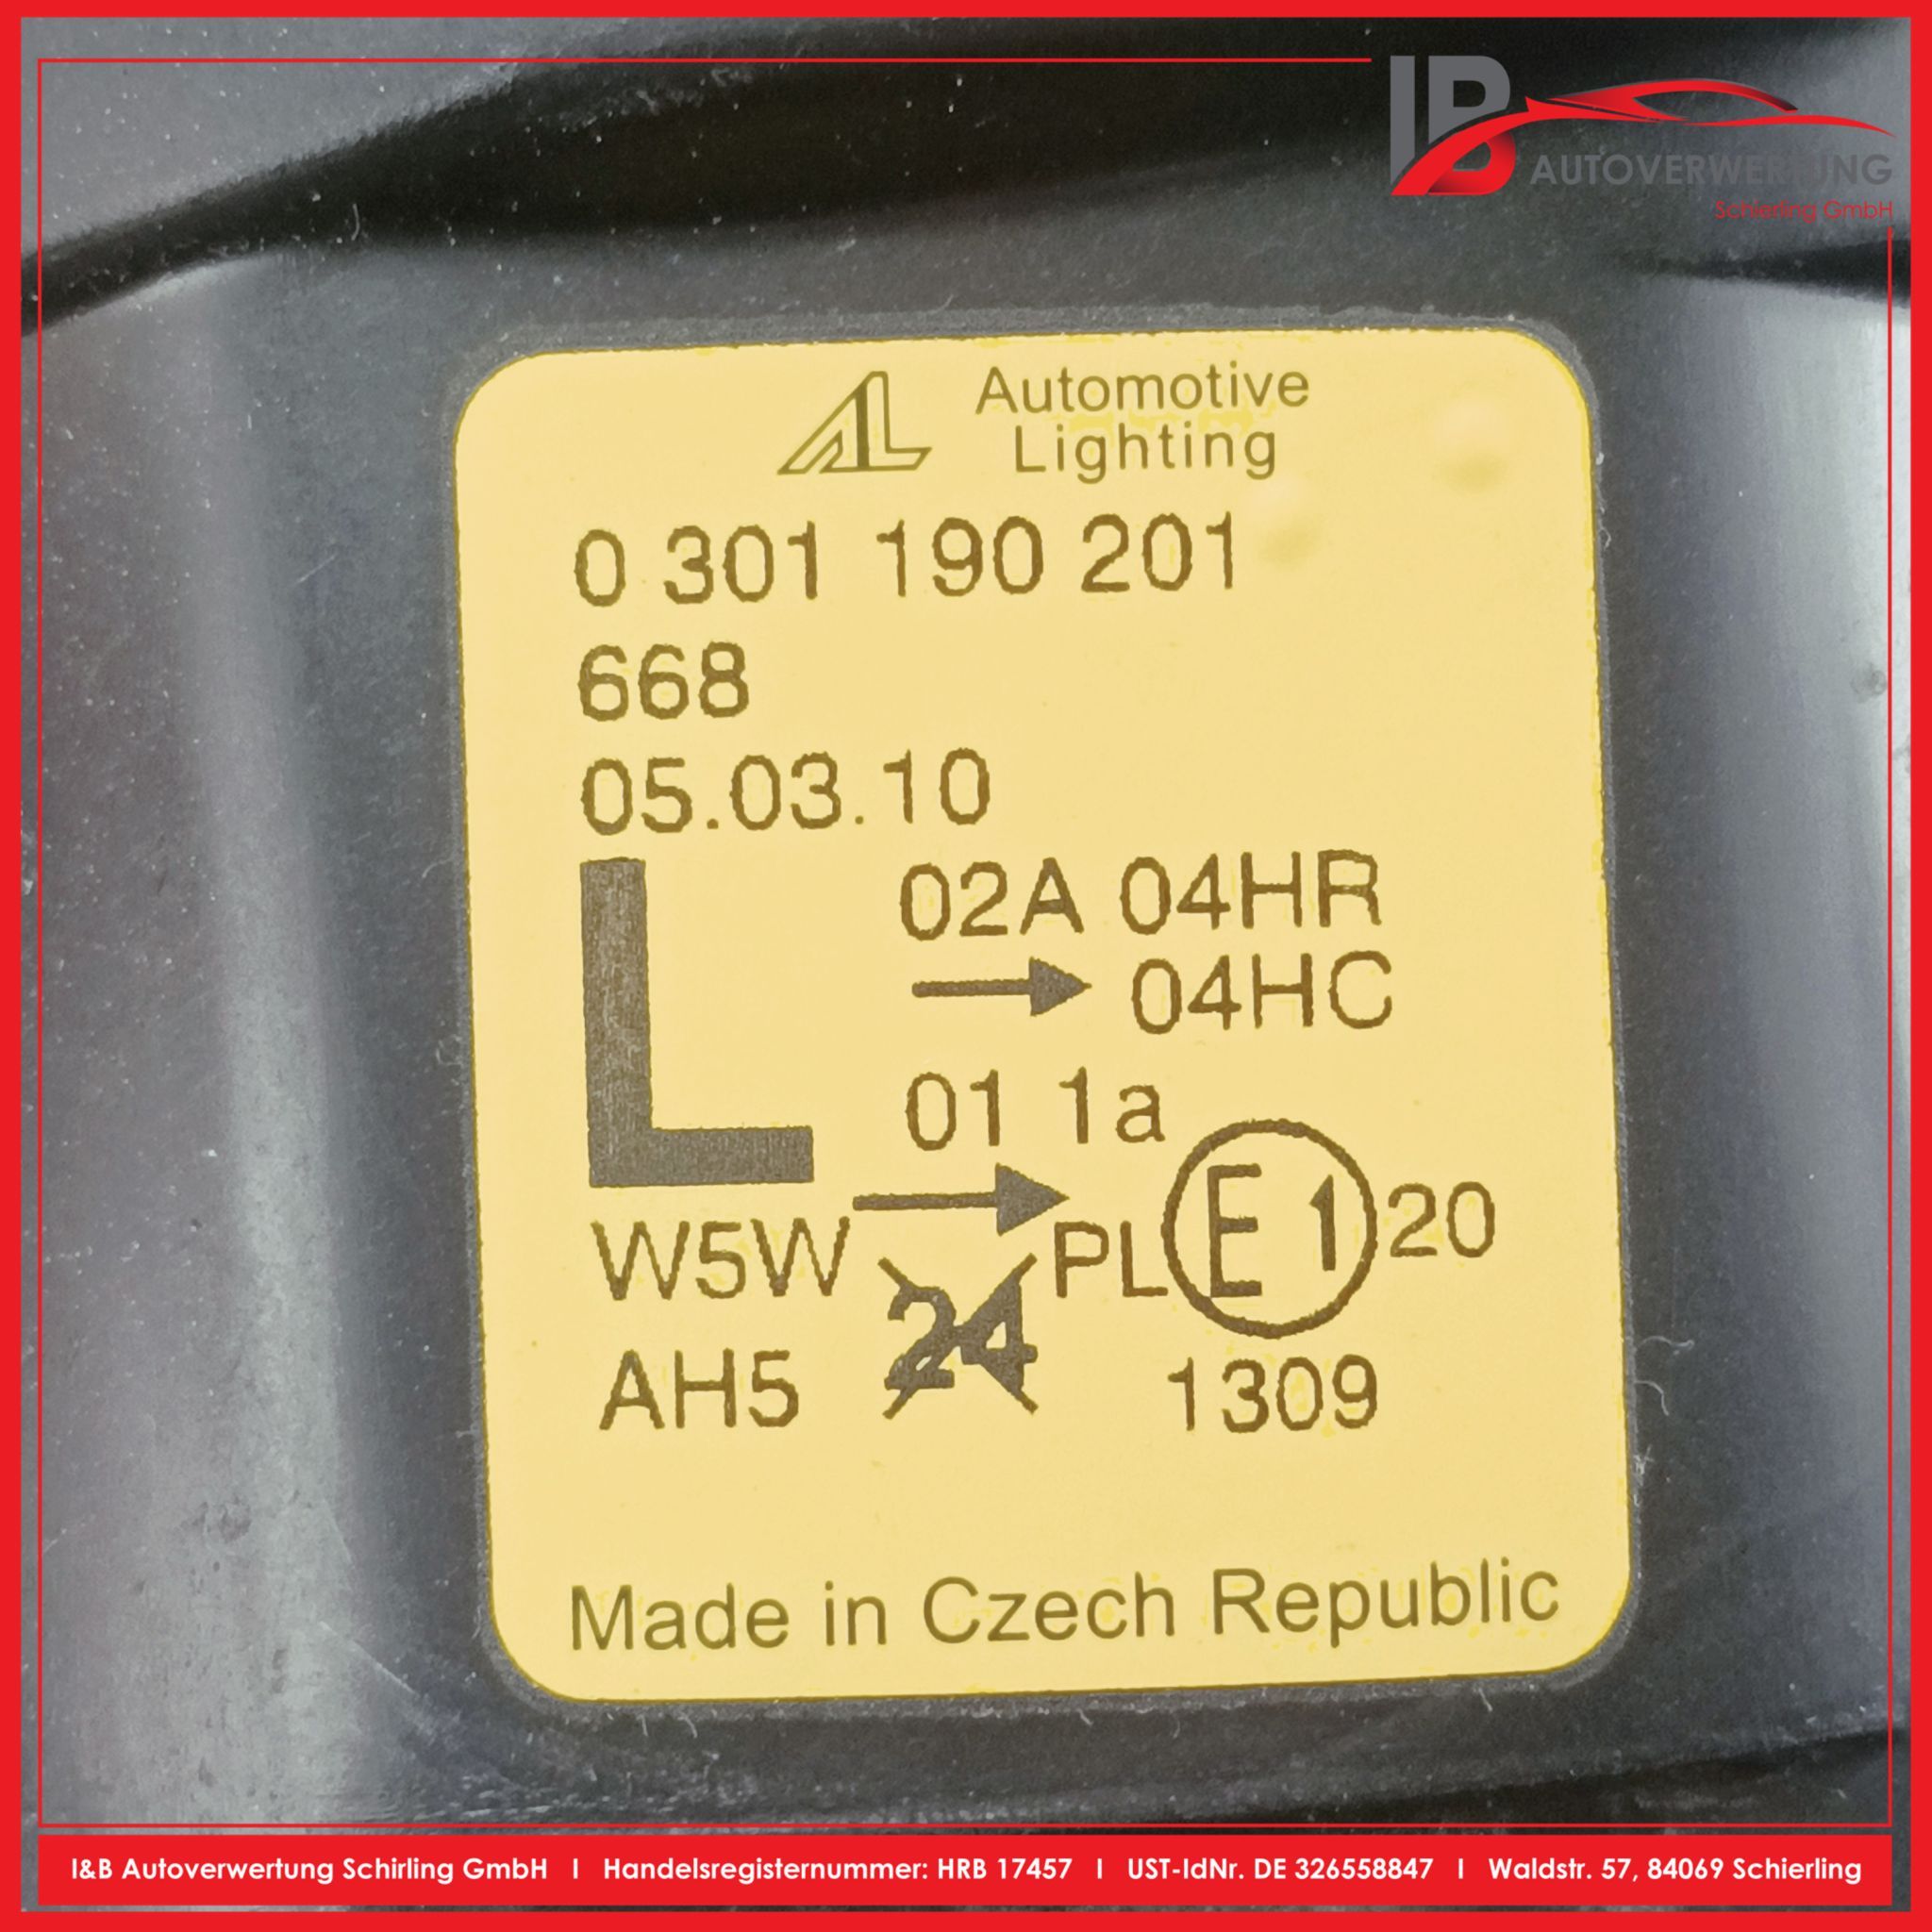 IB
AUTOVERWERTUNG
Schierling GmbH
AL Automotive
Lighting
0 301 190 201
668
05.03.10
L
02A 04HR
→ 04HC
01 1a
→
W5W PL E1 20
24
AH5 1309
Made in Czech Republic
I&B Autoverwertung Schirling GmbH I Handelsregisternummer: HRB 17457 I UST-IdNr. DE 326558847 I Waldstr. 57, 84069 Schierling